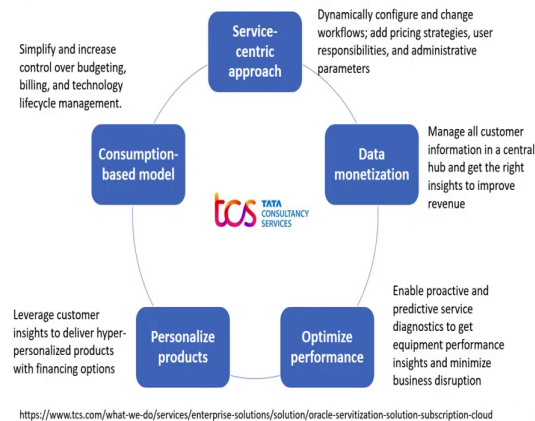 Service-
centric
approach
Dynamically configure and change
workflows; add pricing strategies, user
responsibilities, and administrative
parameters
Simplify and increase
control over budgeting,
billing, and technology
lifecycle management.
Consumption-
based model
Data
monetization
Manage all customer
information in a central
hub and get the right
insights to improve
revenue
tcs TATA
CONSULTANCY
SERVICES
Leverage customer
insights to deliver hyper-
personalized products
with financing options
Personalize
products
Optimize
performance
Enable proactive and
predictive service
diagnostics to get
equipment performance
insights and minimize
business disruption
https://www.tcs.com/what-we-do/services/enterprise-solutions/solution/oracle-servitization-solution-subscription-cloud